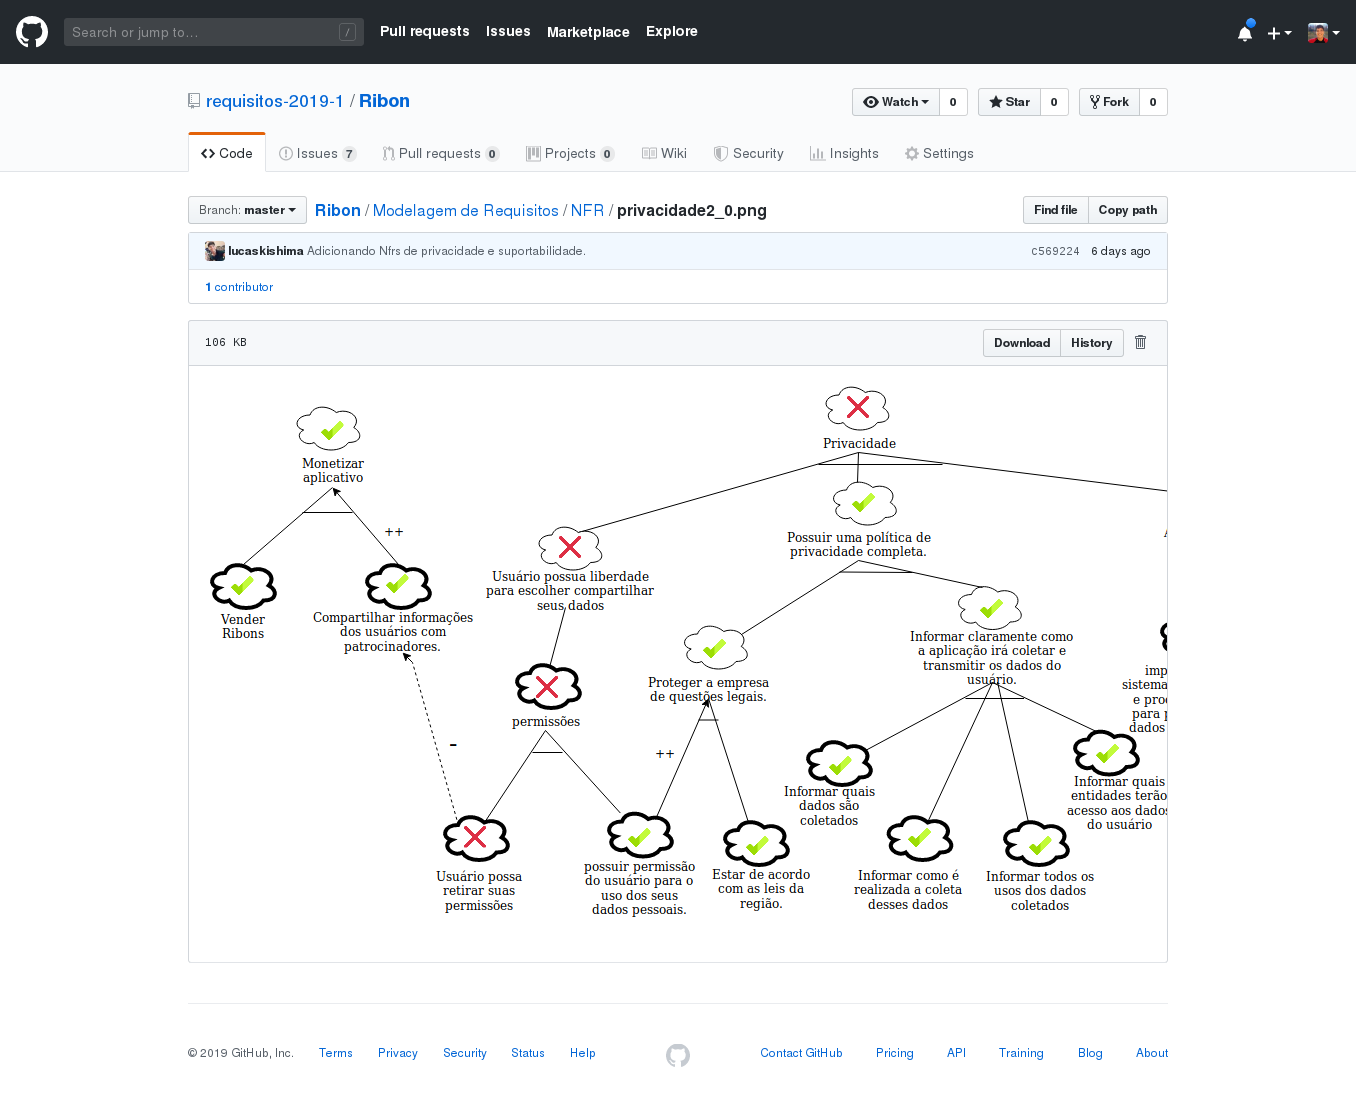 Search or jump to...
/
Pull requests
Issues
Marketplace
Explore
requisitos-2019-1 / Ribon
Watch
0
Star
0
Fork
0
Code
Issues 7
Pull requests 0
Projects 0
Wiki
Security
Insights
Settings
Branch: master
Ribon / Modelagem de Requisitos / NFR / privacidade2_0.png
Find file
Copy path
lucaskishima Adicionando Nfrs de privacidade e suportabilidade.
c569224
6 days ago
1 contributor
106 KB
Download
History
Privacidade
Monetizar
aplicativo
++
Possuir uma política de
privacidade completa.
Usuário possua liberdade
para escolher compartilhar
seus dados
Vender
Ribons
Compartilhar informações
dos usuários com
patrocinadores.
Informar claramente como
a aplicação irá coletar e
transmitir os dados do
usuário.
Proteger a empresa
de questões legais.
sistema
e pro
para p
dados
permissões
-
++
Informar quais
dados são
coletados
Informar quais
entidades terão
acesso aos dados
do usuário
Usuário possa
retirar suas
permissões
possuir permissão
do usuário para o
uso dos seus
dados pessoais.
Estar de acordo
com as leis da
região.
Informar como é
realizada a coleta
desses dados
Informar todos os
usos dos dados
coletados
© 2019 GitHub, Inc.
Terms
Privacy
Security
Status
Help
Contact GitHub
Pricing
API
Training
Blog
About